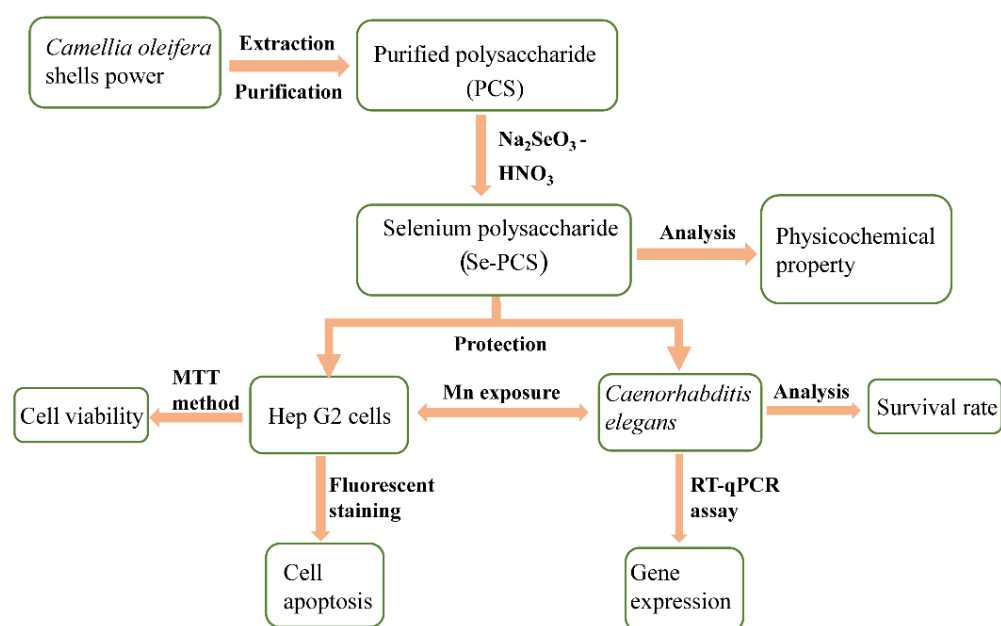 Camellia oleifera
shells power
Extraction
Purification
Purified polysaccharide
(PCS)
Na₂SeO₃ -
HNO₃
Selenium polysaccharide
(Se-PCS)
Analysis
Physicochemical
property
Protection
Cell viability
MTT
method
Hep G2 cells
Mn exposure
Caenorhabditis
elegans
Analysis
Survival rate
Fluorescent
staining
RT-qPCR
assay
Cell
apoptosis
Gene
expression